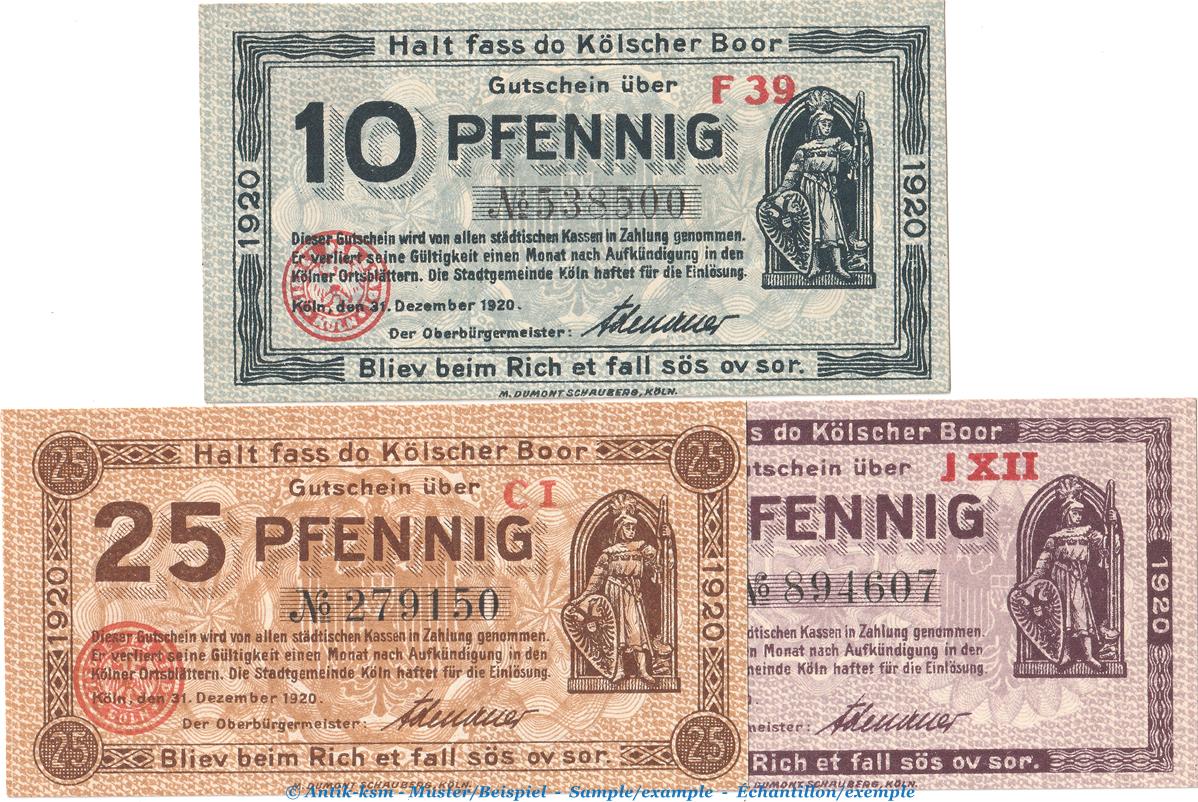 Halt fass do Kölscher Boor
Gutschein über
F 39
10 PFENNIG
№ 538500
1920
1920
Dieser Gutschein wird von allen städtischen Kassen in Zahlung genommen.
Er verliert seine Gültigkeit einen Monat nach Aufkündigung in den
Kölner Ortsblättern. Die Stadtgemeinde Köln haftet für die Einlösung.
Köln, den 31. Dezember 1920.
Der Oberbürgermeister: Adenauer
Bliev beim Rich et fall sös ov sor.
M. DUMONT SCHAUBERG, KÖLN.
25
25
Halt fass do Kölscher Boor
Gutschein über
C I
25 PFENNIG
№ 279150
1920
1920
Dieser Gutschein wird von allen städtischen Kassen in Zahlung genommen.
Er verliert seine Gültigkeit einen Monat nach Aufkündigung in den
Kölner Ortsblättern. Die Stadtgemeinde Köln haftet für die Einlösung.
Köln, den 31. Dezember 1920.
Der Oberbürgermeister: Adenauer
25
25
Bliev beim Rich et fall sös ov sor.
M. DUMONT SCHAUBERG, KÖLN.
s do Kölscher Boor
tschein über
J XII
FENNIG
№ 894607
1920
dtischen Kassen in Zahlung genommen.
n Monat nach Aufkündigung in den
meinde Köln haftet für die Einlösung.
0.
meister: Adenauer
Rich et fall sös ov sor.
DUMONT SCHAUBERG, KÖLN.
© Antik-ksm - Muster/Beispiel - Sample/example - Echantillon/exemple